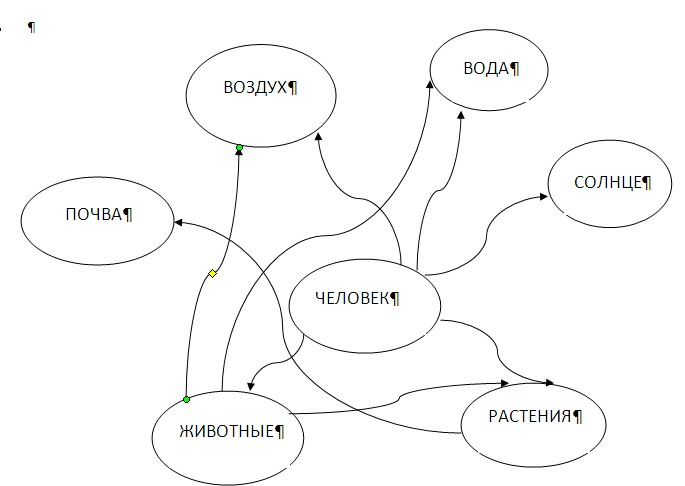 ¶
ВОЗДУХ¶
ВОДА¶
СОЛНЦЕ¶
ПОЧВА¶
ЧЕЛОВЕК¶
ЖИВОТНЫЕ¶
РАСТЕНИЯ¶